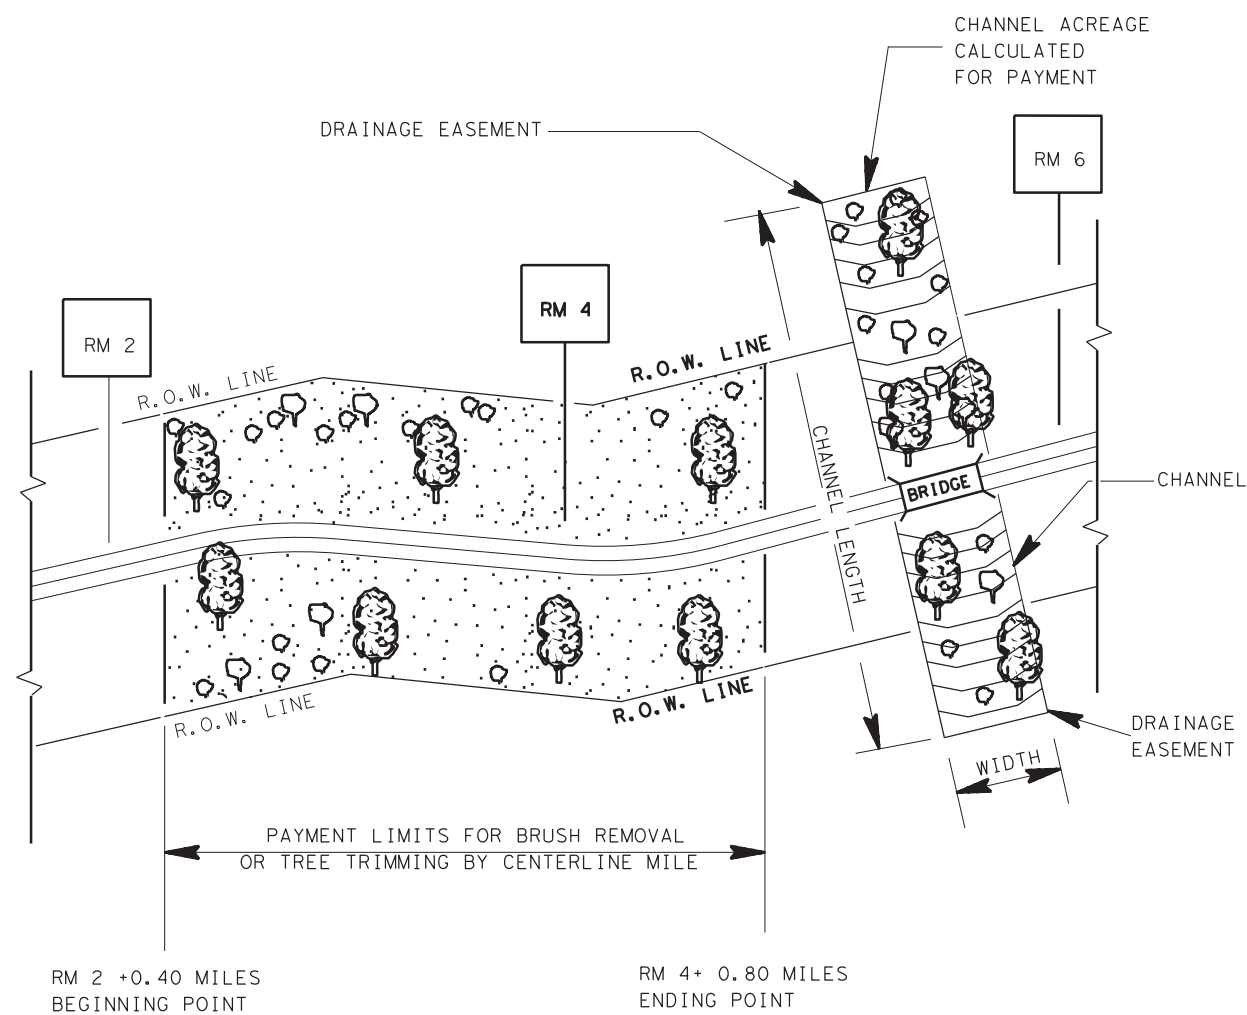 CHANNEL ACREAGE
CALCULATED
FOR PAYMENT
DRAINAGE EASEMENT
RM 6
RM 4
RM 2
R.O.W. LINE
R.O.W. LINE
CHANNEL LENGTH
BRIDGE
CHANNEL
R.O.W. LINE
R.O.W. LINE
DRAINAGE
EASEMENT
WIDTH
PAYMENT LIMITS FOR BRUSH REMOVAL
OR TREE TRIMMING BY CENTERLINE MILE
RM 2 +0.40 MILES
BEGINNING POINT
RM 4+ 0.80 MILES
ENDING POINT